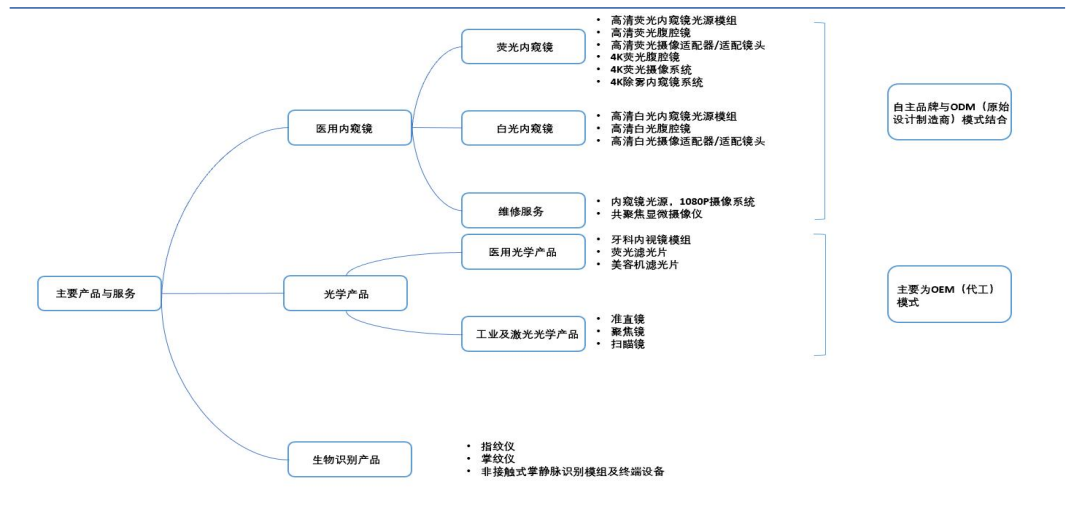 高清荧光内窥镜光源模组
高清荧光腹腔镜
高清荧光摄像适配器/适配镜头
4K荧光腹腔镜
4K荧光摄像系统
4K除雾内窥镜系统
荧光内窥镜
自主品牌与ODM（原始
设计制造商）模式结合
医用内窥镜
白光内窥镜
高清白光内窥镜光源模组
高清白光腹腔镜
高清白光摄像适配器/适配镜头
维修服务
内窥镜光源，1080P摄像系统
共聚焦显微摄像仪
医用光学产品
牙科内视镜模组
荧光滤光片
美容机滤光片
主要产品与服务
光学产品
主要为OEM（代工）
模式
工业及激光光学产品
准直镜
聚焦镜
扫瞄镜
生物识别产品
指纹仪
掌纹仪
非接触式掌静脉识别模组及终端设备